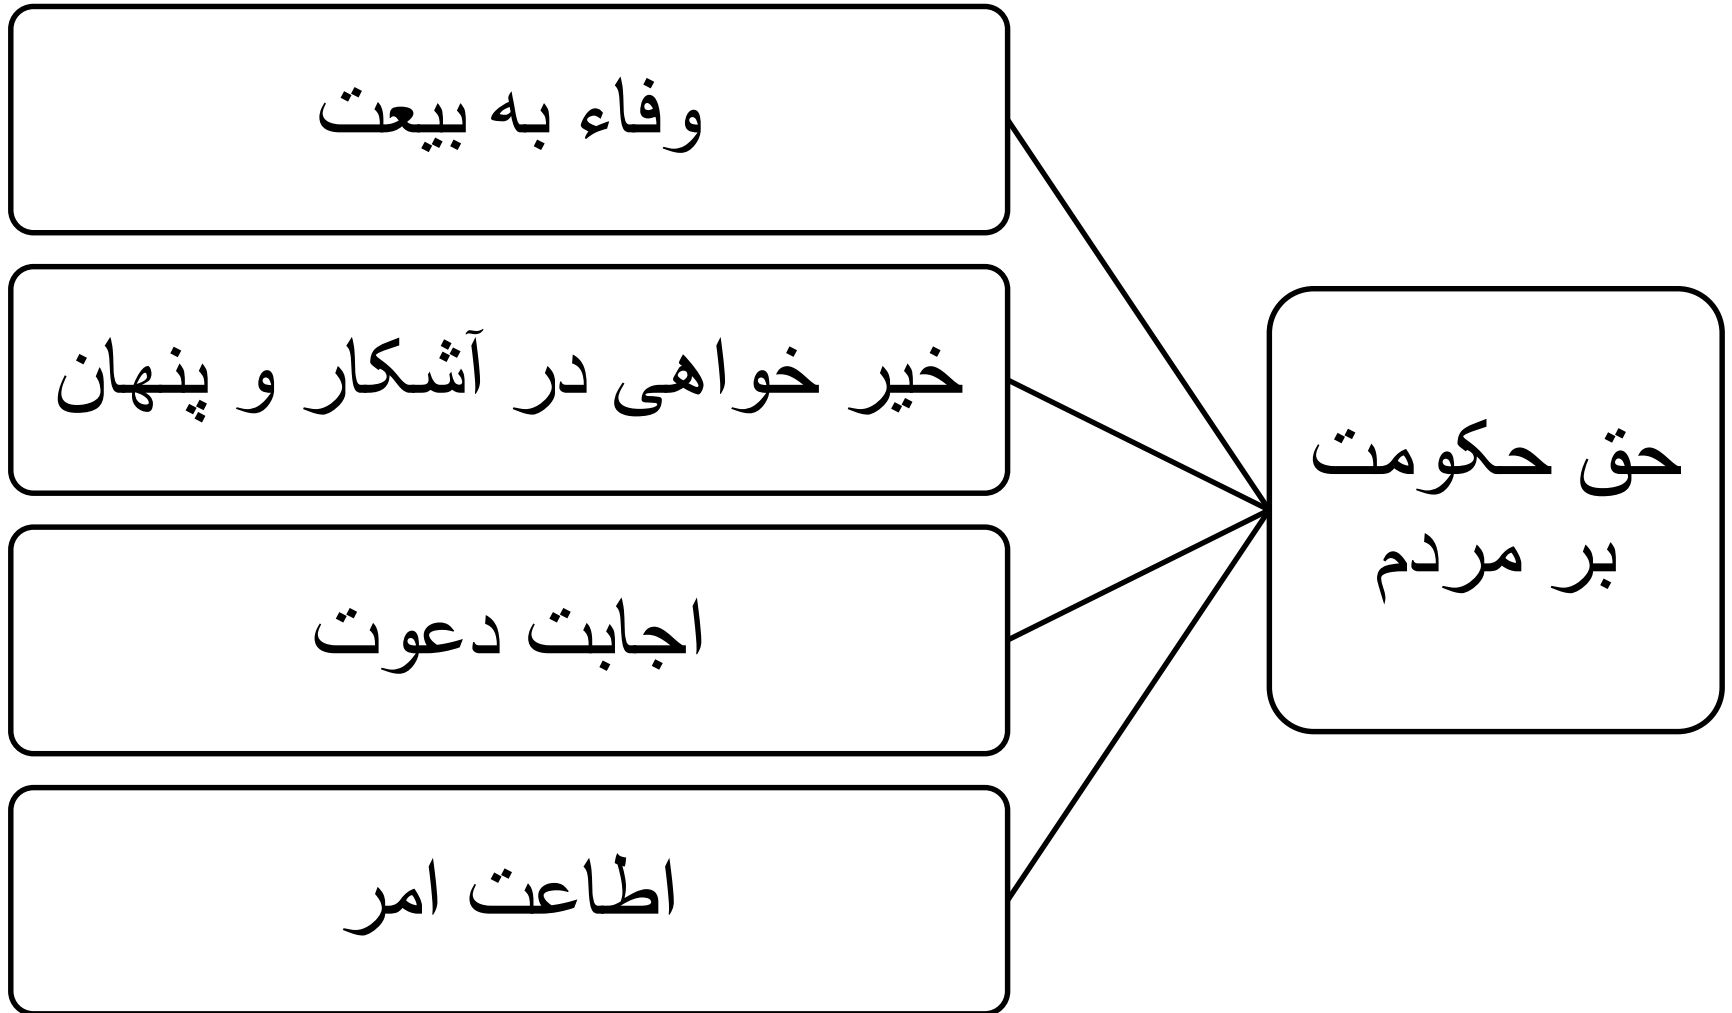 حق حکومت
بر مردم
وفاء به بیعت
خیر خواهی در آشکار و پنهان
اجابت دعوت
اطاعت امر